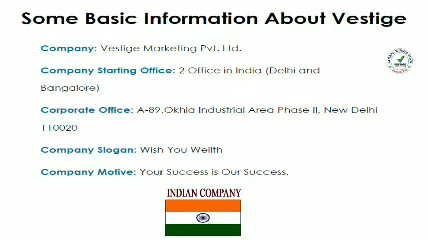 Some Basic Information About Vestige
Company: Vestige Marketing Pvt. Ltd.
Company Starting Office: 2 Office in India (Delhi and
Bangalore)
Corporate Office: A-89,Okhla Industrial Area Phase II, New Delhi
110020
Company Slogan: Wish You Wellth
Company Motive: Your Success is Our Success.
INDIAN COMPANY